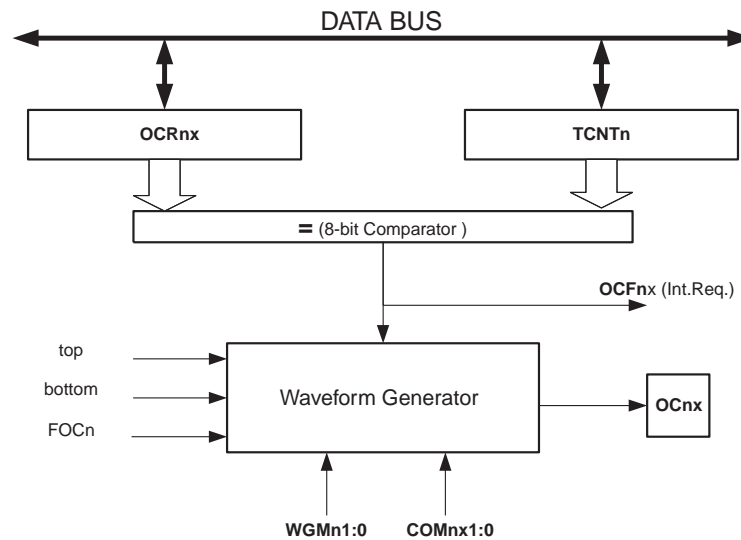 DATA BUS
OCRnx
TCNTn
= (8-bit Comparator )
OCFnx (Int.Req.)
top
bottom
FOCn
Waveform Generator
OCnx
WGMn1:0
COMnx1:0